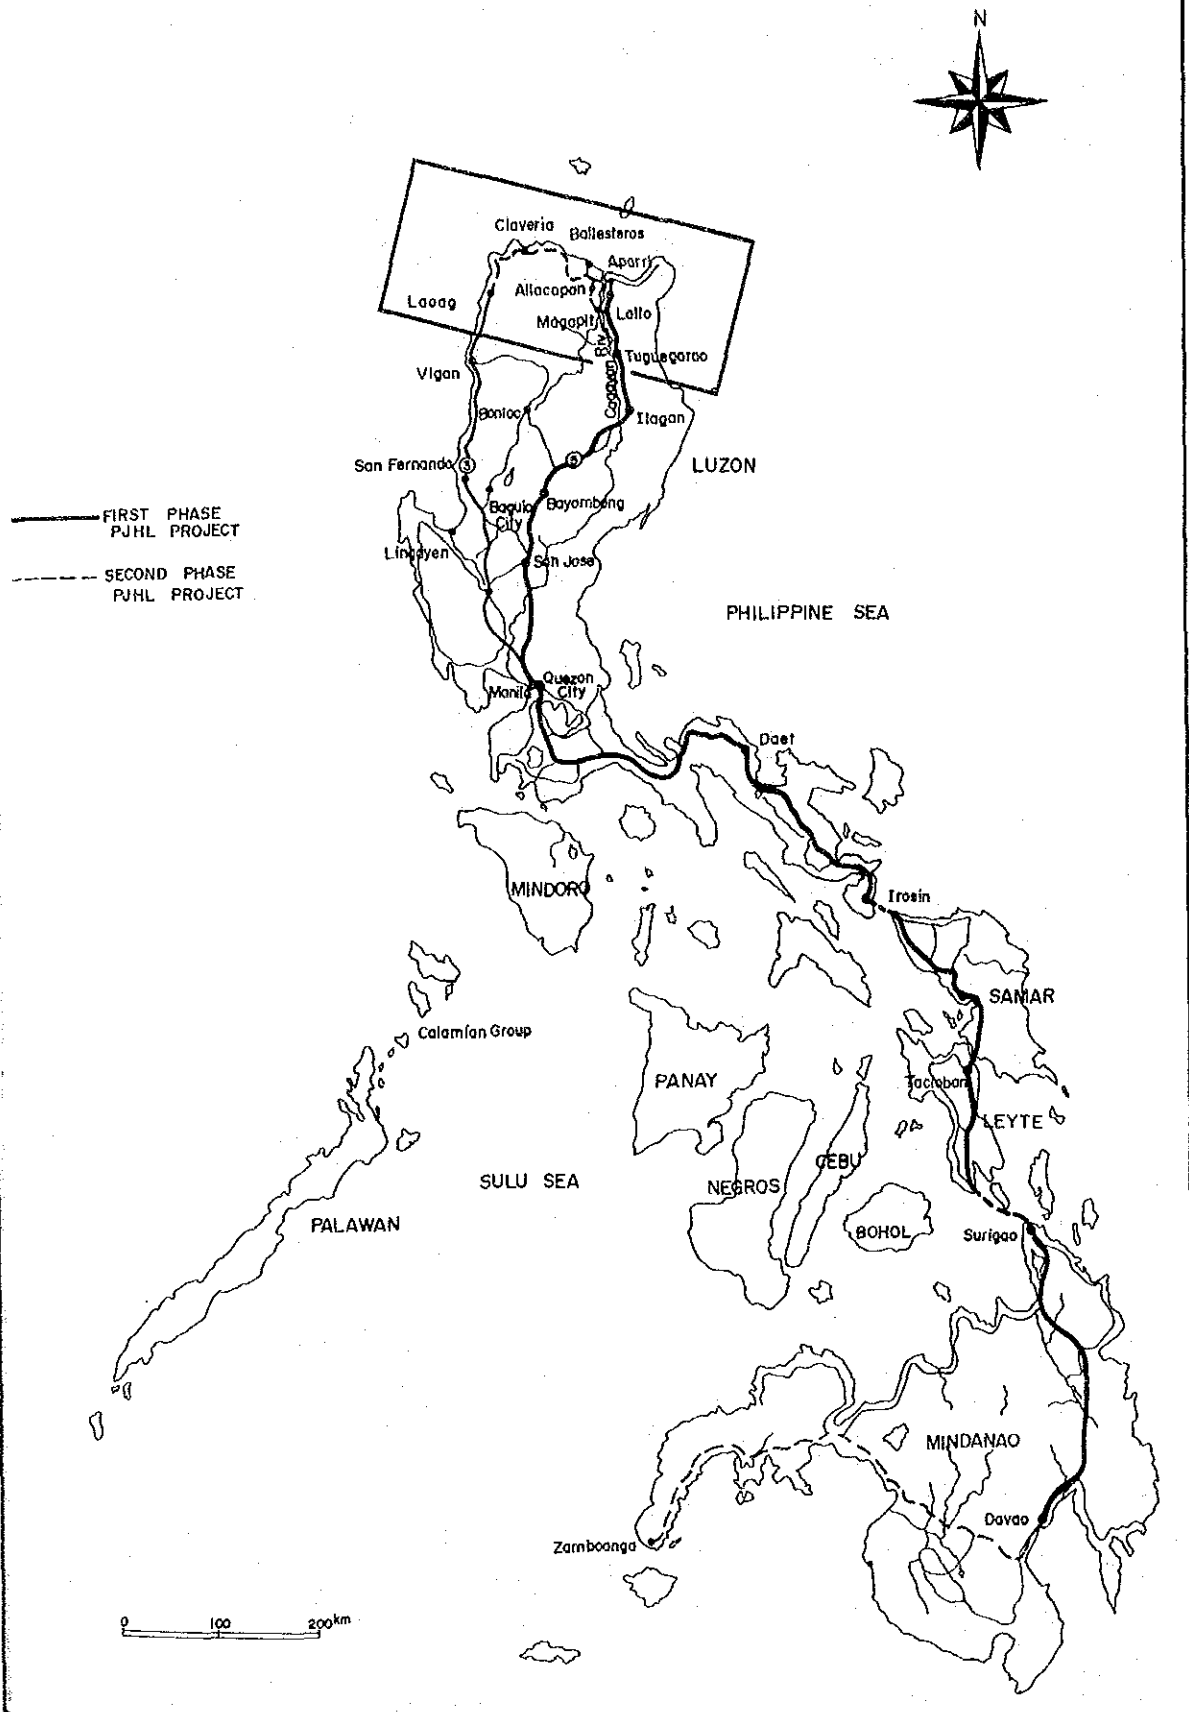 N
Claveria
Ballesteros
Aparri
Allacapan
Laoag
Lallo
Magapit
Tuguegarao
Cagayan Riv
Vigan
Bontoc
Ilagan
San Fernando
3
5
LUZON
Baguio
City
Bayombong
FIRST PHASE
PJHL PROJECT
Lingayen
San Jose
SECOND PHASE
PJHL PROJECT
PHILIPPINE SEA
Quezon
City
Manila
Daet
MINDORO
Irosin
SAMAR
Calamian Group
PANAY
Tacloban
LEYTE
CEBU
SULU SEA
NEGROS
PALAWAN
BOHOL
Surigao
MINDANAO
Davao
Zamboanga
0 100 200km